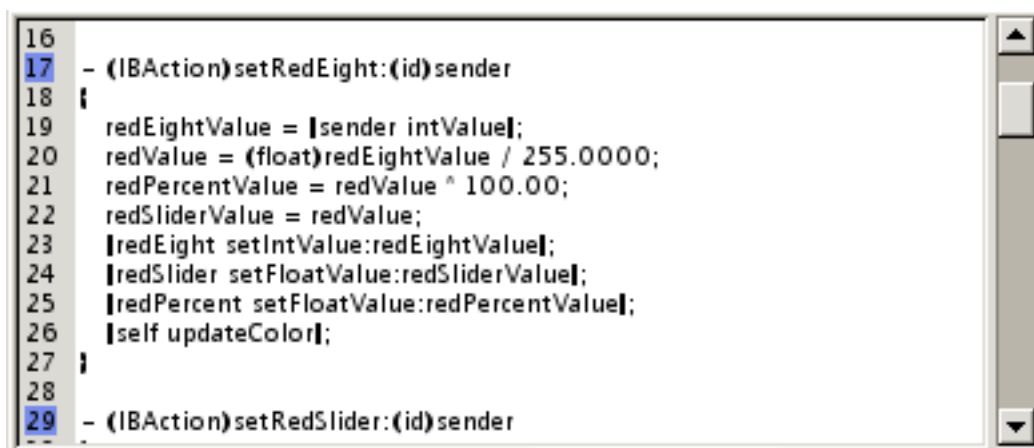 16
17 - (IBAction)setRedEight:(id)sender
18 {
19 redEightValue = [sender intValue];
20 redValue = (float)redEightValue / 255.0000;
21 redPercentValue = redValue * 100.00;
22 redSliderValue = redValue;
23 [redEight setIntValue:redEightValue];
24 [redSlider setFloatValue:redSliderValue];
25 [redPercent setFloatValue:redPercentValue];
26 [self updateColor];
27 }
28
29 - (IBAction)setRedSlider:(id)sender